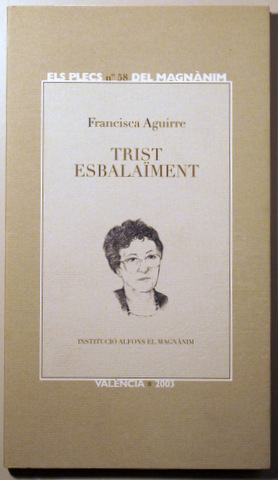 ELS PLECS nº 58 DEL MAGNÀNIM
Francisca Aguirre
TRIST
ESBALAÏMENT
INSTITUCIÓ ALFONS EL MAGNÀNIM
VALÈNCIA 2003